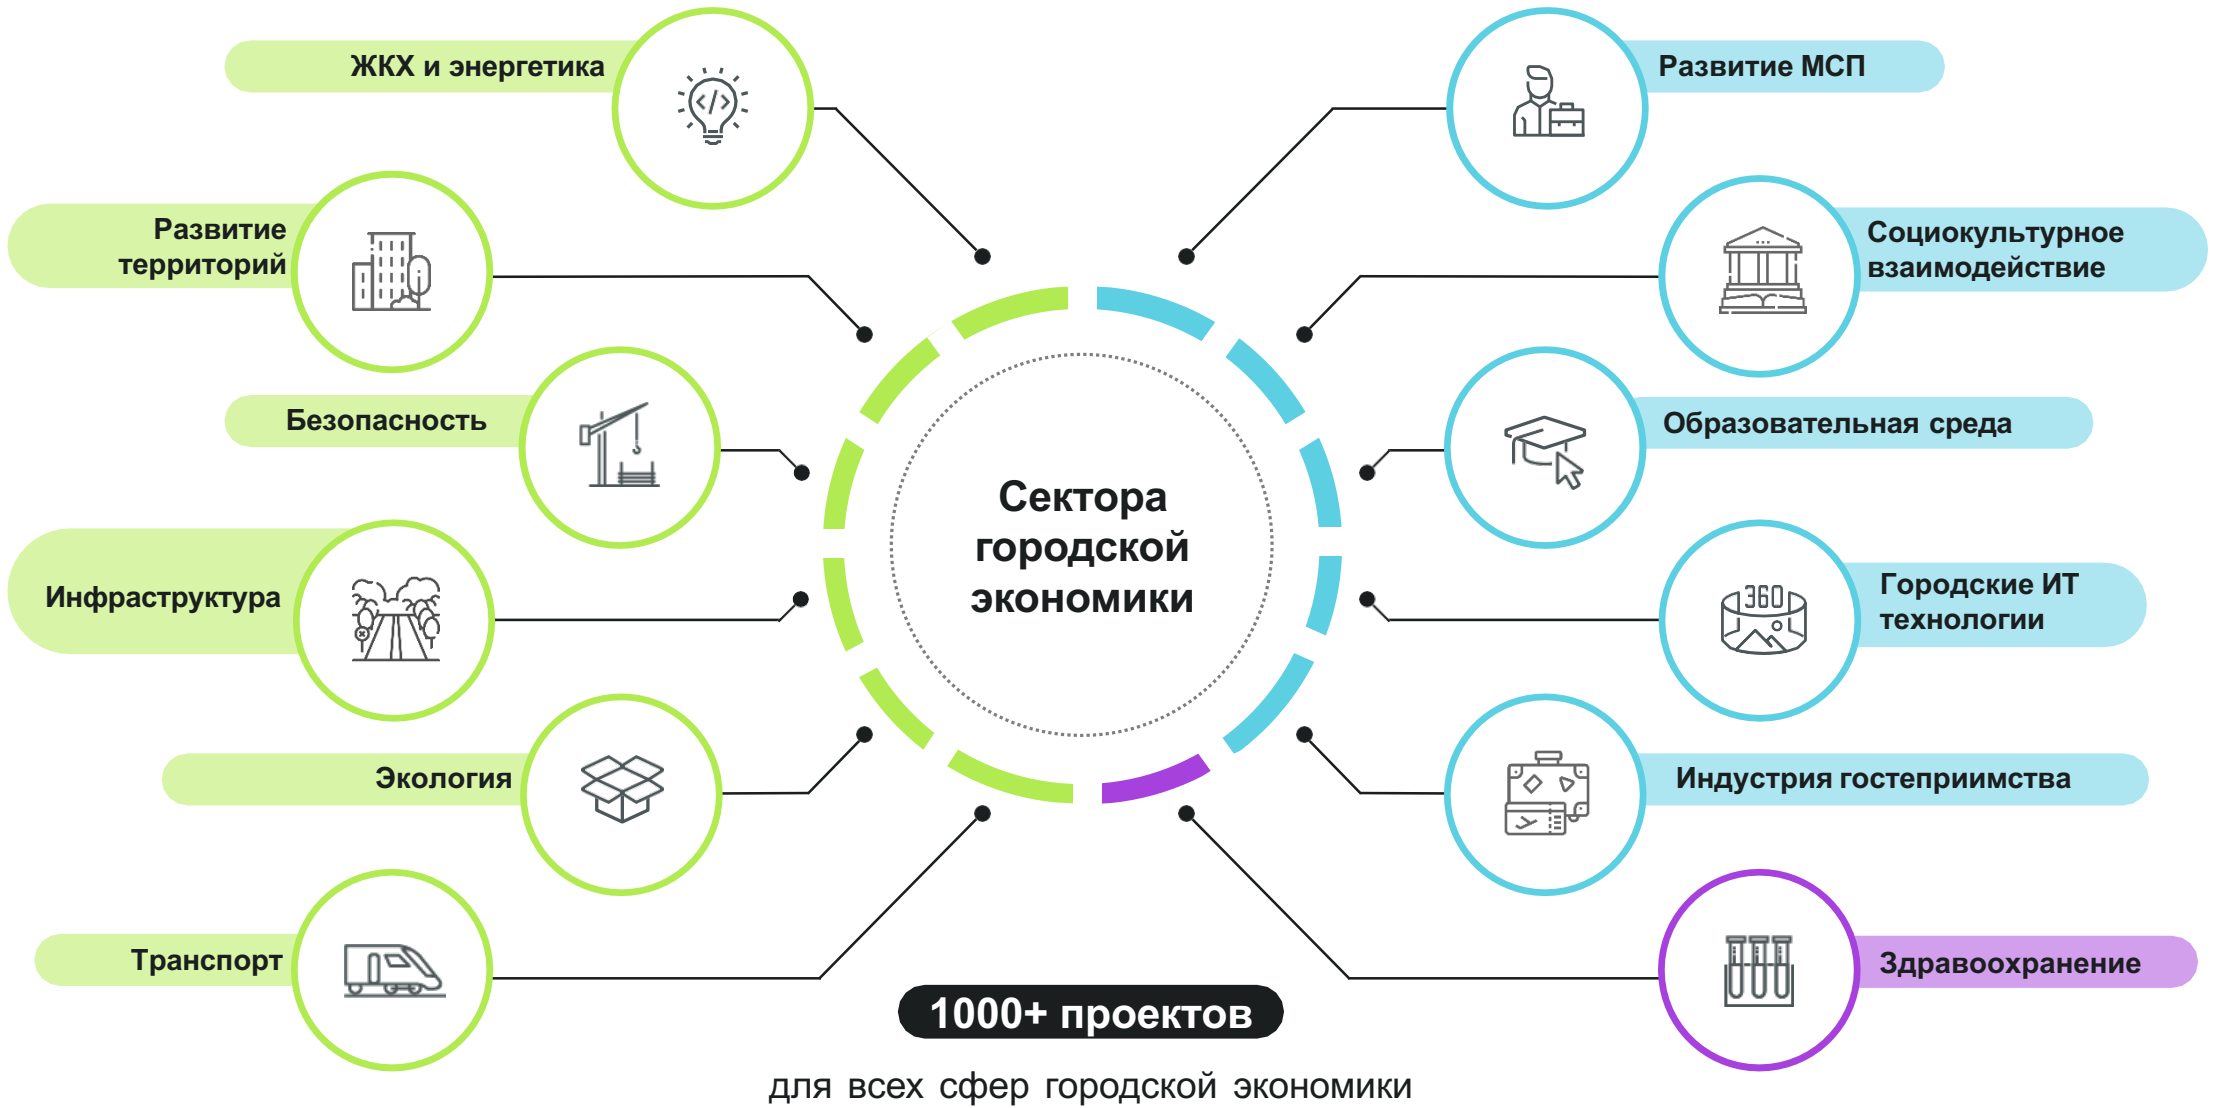 ЖКХ и энергетика
Развитие
территорий
Безопасность
Инфраструктура
Экология
Транспорт
Сектора
городской
экономики
Развитие МСП
Социокультурное
взаимодействие
Образовательная среда
360
Городские ИТ
технологии
Индустрия гостеприимства
Здравоохранение
1000+ проектов
для всех сфер городской экономики